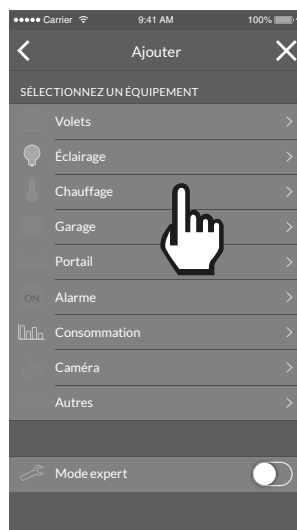 Carrier 9:41 AM 100%
Ajouter
SÉLECTIONNEZ UN ÉQUIPEMENT
Volets
Éclairage
Chauffage
Garage
Portail
ON Alarme
Consommation
Caméra
Autres
Mode expert